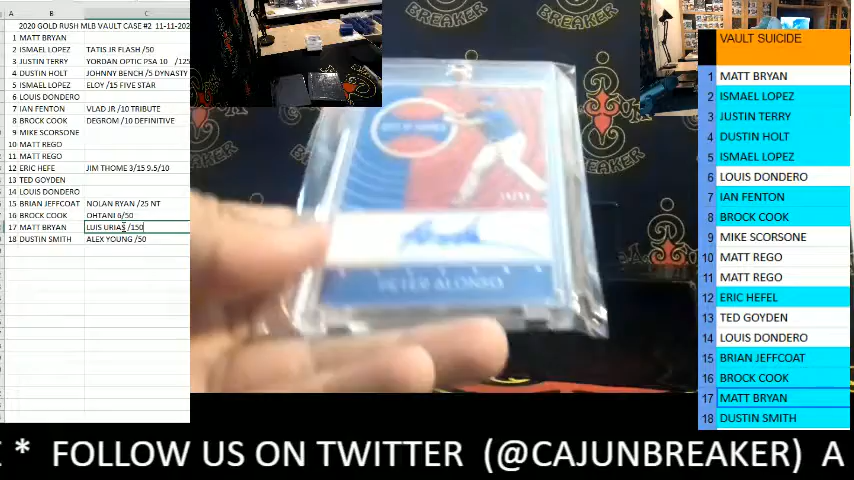 A B C
2020 GOLD RUSH MLB VAULT CASE #2 11-11-202
1 MATT BRYAN
2 ISMAEL LOPEZ TATIS JR FLASH /50
3 JUSTIN TERRY YORDAN OPTIC PSA 10 /125
4 DUSTIN HOLT JOHNNY BENCH /5 DYNASTY
5 ISMAEL LOPEZ ELOY /15 FIVE STAR
6 LOUIS DONDERO
7 IAN FENTON VLAD JR /10 TRIBUTE
8 BROCK COOK DEGROM /10 DEFINITIVE
9 MIKE SCORSONE
10 MATT REGO
11 MATT REGO
12 ERIC HEFE JIM THOME 3/15 9.5/10
13 TED GOYDEN
14 LOUIS DONDERO
15 BRIAN JEFFCOAT NOLAN RYAN /25 NT
16 BROCK COOK OHTANI 6/50
17 MATT BRYAN LUIS URIAS /150
18 DUSTIN SMITH ALEX YOUNG /50
BREAKER
BREAKER
PETER ALONSO
VAULT SUICIDE
1 MATT BRYAN
2 ISMAEL LOPEZ
3 JUSTIN TERRY
4 DUSTIN HOLT
5 ISMAEL LOPEZ
6 LOUIS DONDERO
7 IAN FENTON
8 BROCK COOK
9 MIKE SCORSONE
10 MATT REGO
11 MATT REGO
12 ERIC HEFEL
13 TED GOYDEN
14 LOUIS DONDERO
15 BRIAN JEFFCOAT
16 BROCK COOK
17 MATT BRYAN
18 DUSTIN SMITH
* FOLLOW US ON TWITTER (@CAJUNBREAKER) A